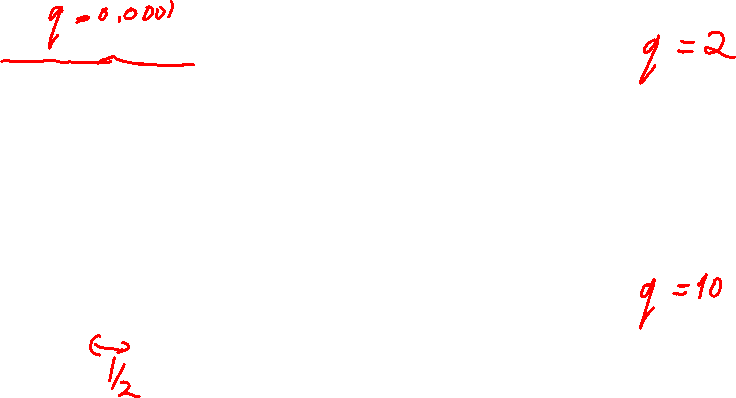 q = 0.0001
q = 2
q = 10
1/2